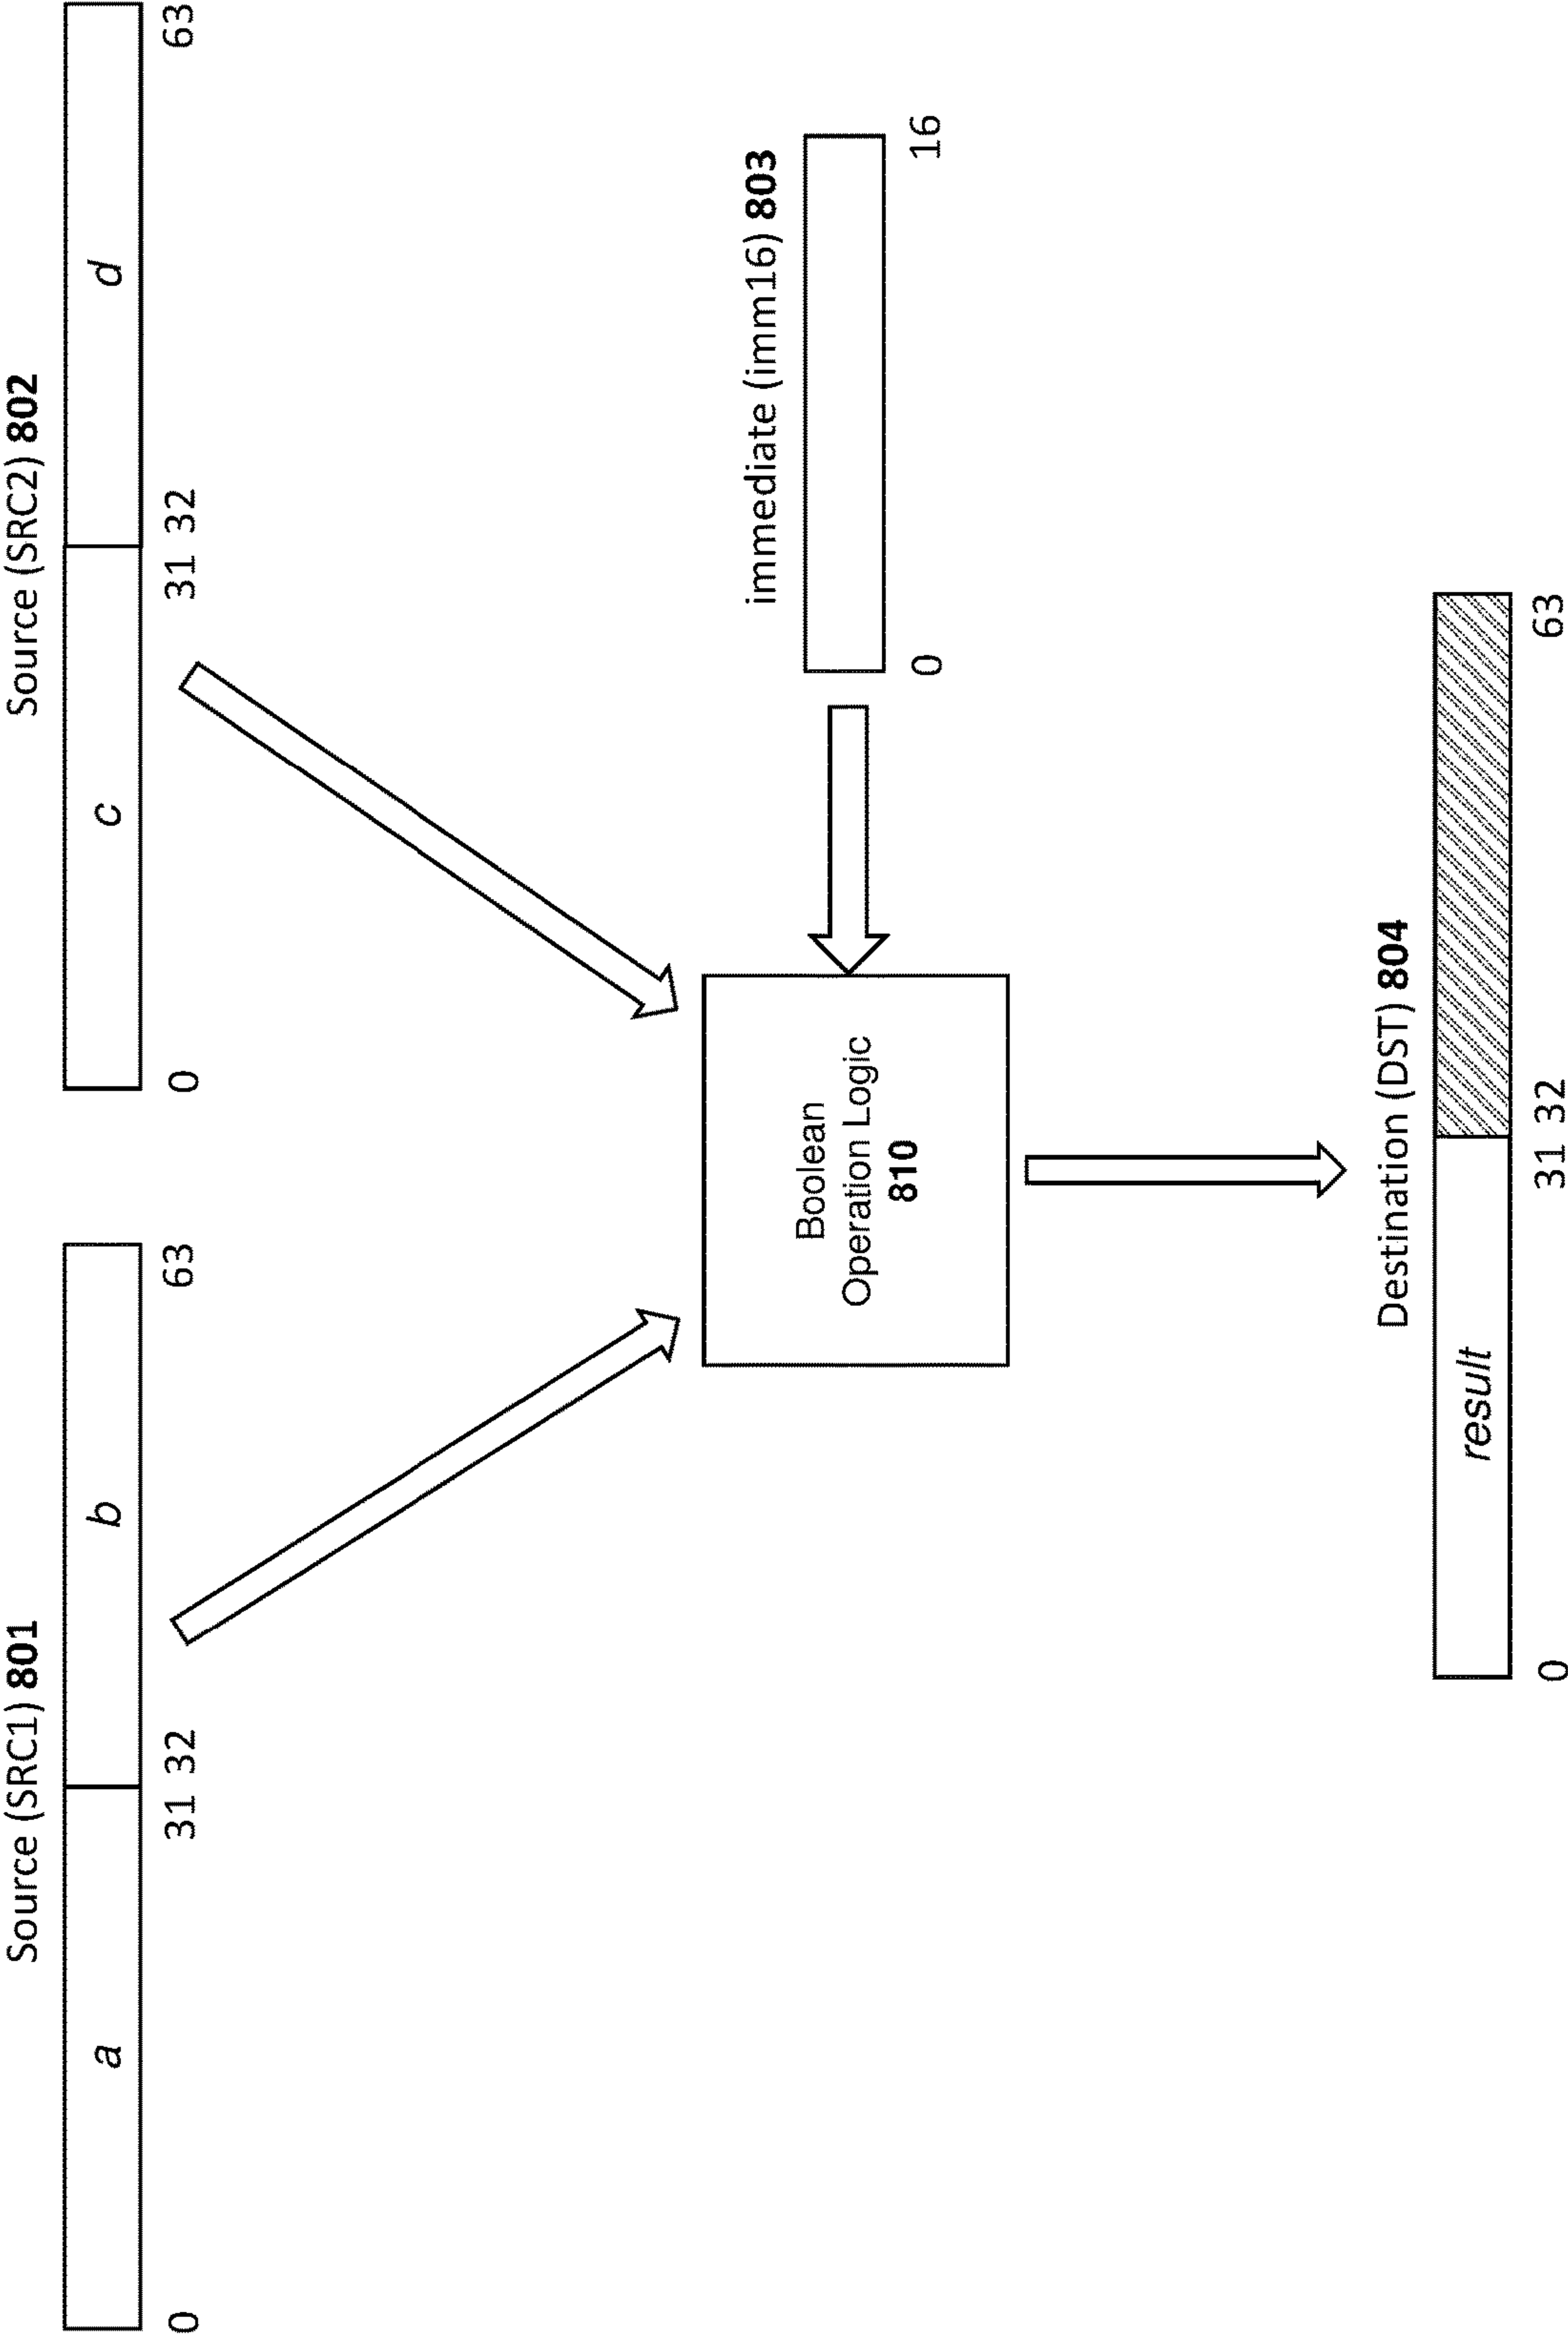 Source (SRC1) 801
a
b
0
31
32
63
Source (SRC2) 802
c
d
0
31
32
63
immediate (imm16) 803
0
16
Boolean
Operation Logic
810
Destination (DST) 804
result
0
31
32
63